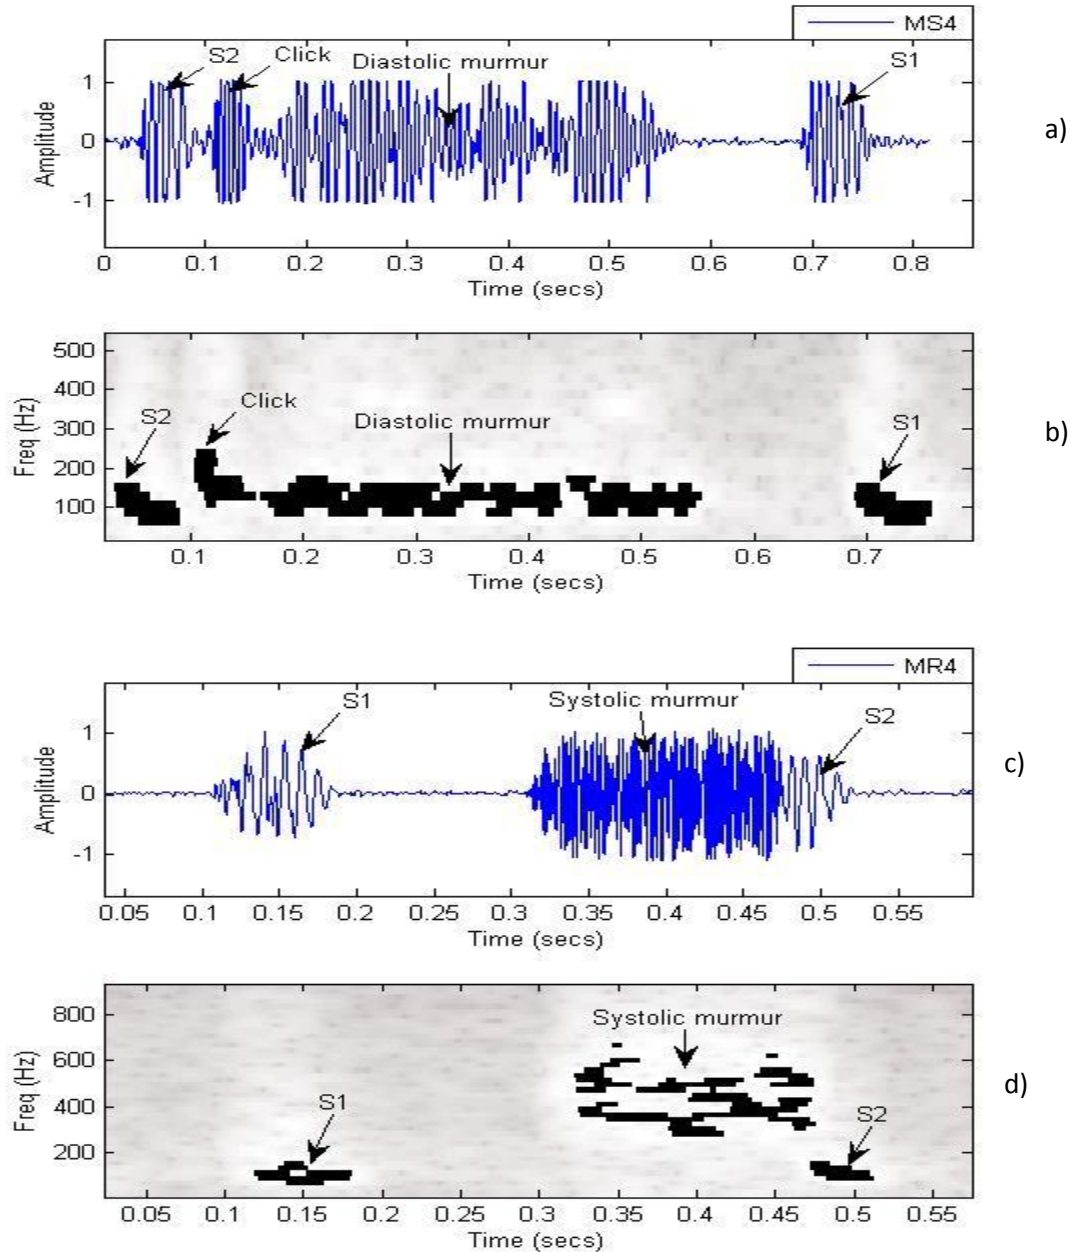 MS4
S2 Click Diastolic murmur S1
1
0
-1
Amplitude
0 0.1 0.2 0.3 0.4 0.5 0.6 0.7 0.8
Time (secs)
a)
500
400
300
200
100
Freq (Hz)
S2 Click Diastolic murmur S1
0.1 0.2 0.3 0.4 0.5 0.6 0.7
Time (secs)
b)
MR4
S1 Systolic murmur S2
1
0
-1
Amplitude
0.05 0.1 0.15 0.2 0.25 0.3 0.35 0.4 0.45 0.5 0.55
Time (secs)
c)
800
600
400
200
Freq (Hz)
S1 Systolic murmur S2
0.05 0.1 0.15 0.2 0.25 0.3 0.35 0.4 0.45 0.5 0.55
Time (secs)
d)